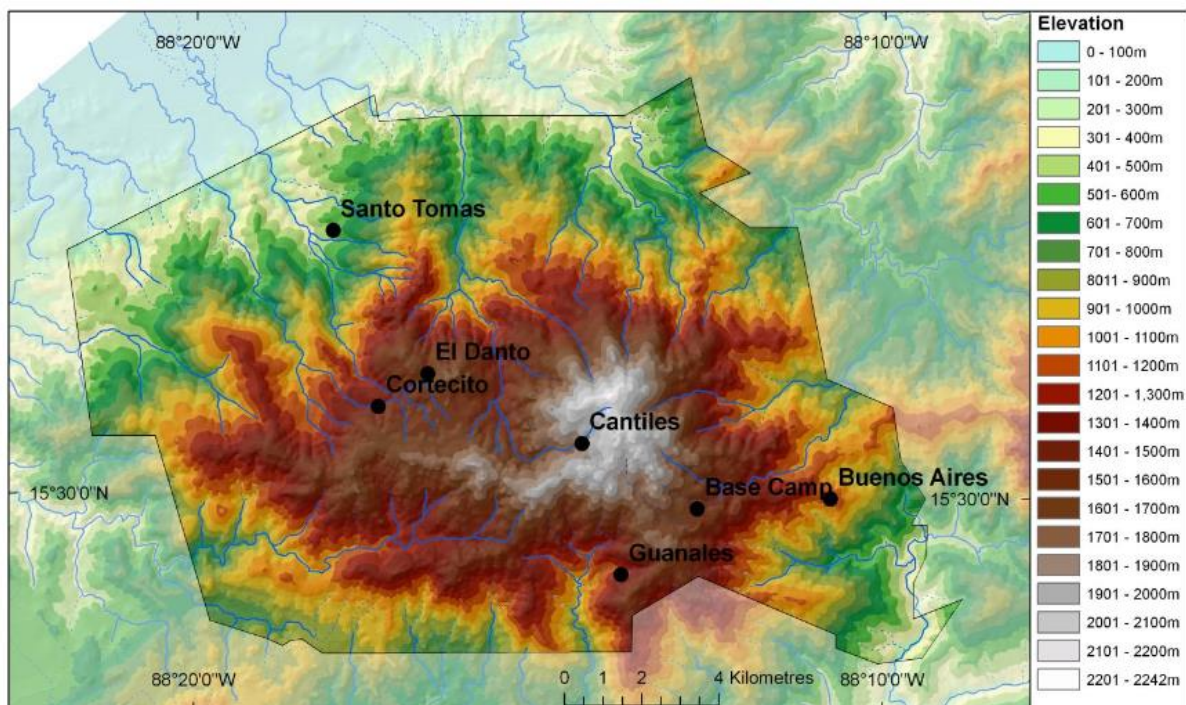 88°20'0"W
88°10'0"W
Santo Tomas
El Danto
Cortecito
Cantiles
Base Camp
Buenos Aires
15°30'0"N
15°30'0"N
Guanales
88°20'0"W
0 1 2 4 Kilometres
88°10'0"W
Elevation
0 - 100m
101 - 200m
201 - 300m
301 - 400m
401 - 500m
501- 600m
601 - 700m
701 - 800m
8011 - 900m
901 - 1000m
1001 - 1100m
1101 - 1200m
1201 - 1.300m
1301 - 1400m
1401 - 1500m
1501 - 1600m
1601 - 1700m
1701 - 1800m
1801 - 1900m
1901 - 2000m
2001 - 2100m
2101 - 2200m
2201 - 2242m